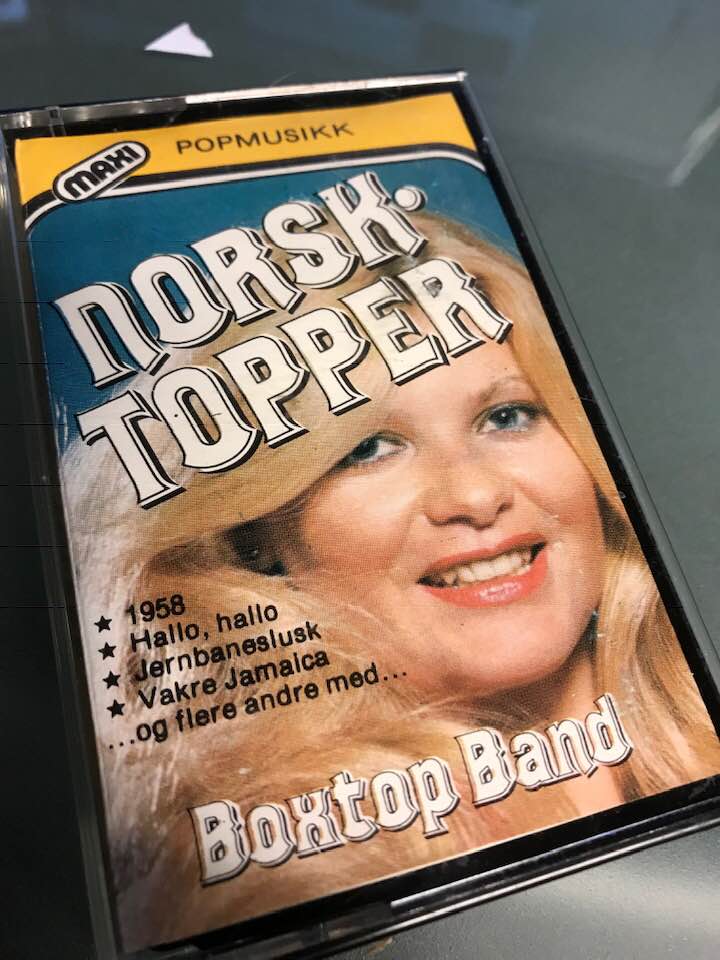 MAXI POPMUSIKK
NORSK-
TOPPER
★ 1958
★ Hallo, hallo
★ Jernbaneslusk
★ Vakre Jamaica
...og flere andre med...
Boxtop Band